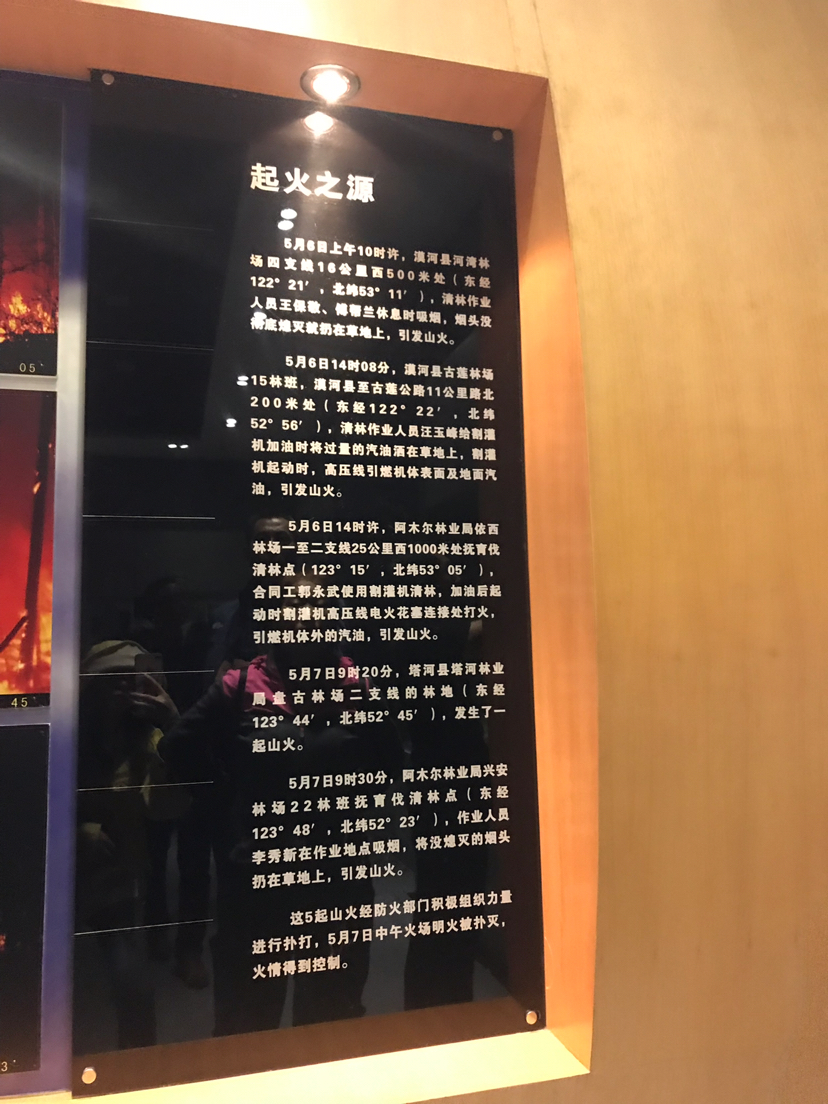 起火之源
5月6日上午10时许，漠河县河湾林
场四支线16公里西500米处（东经
122°21′，北纬53°11′），清林作业
人员王保敬、傅帮兰休息时吸烟，烟头没
彻底熄灭就扔在草地上，引发山火。
5月6日14时08分，漠河县古莲林场
15林班，漠河县至古莲公路11公里路北
200米处（东经122°22′，北纬
52°56′），清林作业人员汪玉峰给割灌
机加油时将过量的汽油洒在草地上，割灌
机起动时，高压线引燃机体表面及地面汽
油，引发山火。
5月6日14时许，阿木尔林业局依西
林场一至二支线25公里西1000米处抚育伐
清林点（123°15′，北纬53°05′），
合同工郭永武使用割灌机清林，加油后起
动时割灌机高压线电火花塞连接处打火，
引燃机体外的汽油，引发山火。
5月7日9时20分，塔河县塔河林业
局盘古林场二支线的林地（东经
123°44′，北纬52°45′），发生了一
起山火。
5月7日9时30分，阿木尔林业局兴安
林场22林班抚育伐清林点（东经
123°48′，北纬52°23′），作业人员
李秀新在作业地点吸烟，将没熄灭的烟头
扔在草地上，引发山火。
这5起山火经防火部门积极组织力量
进行扑打，5月7日中午火场明火被扑灭，
火情得到控制。
05`
45`
3`